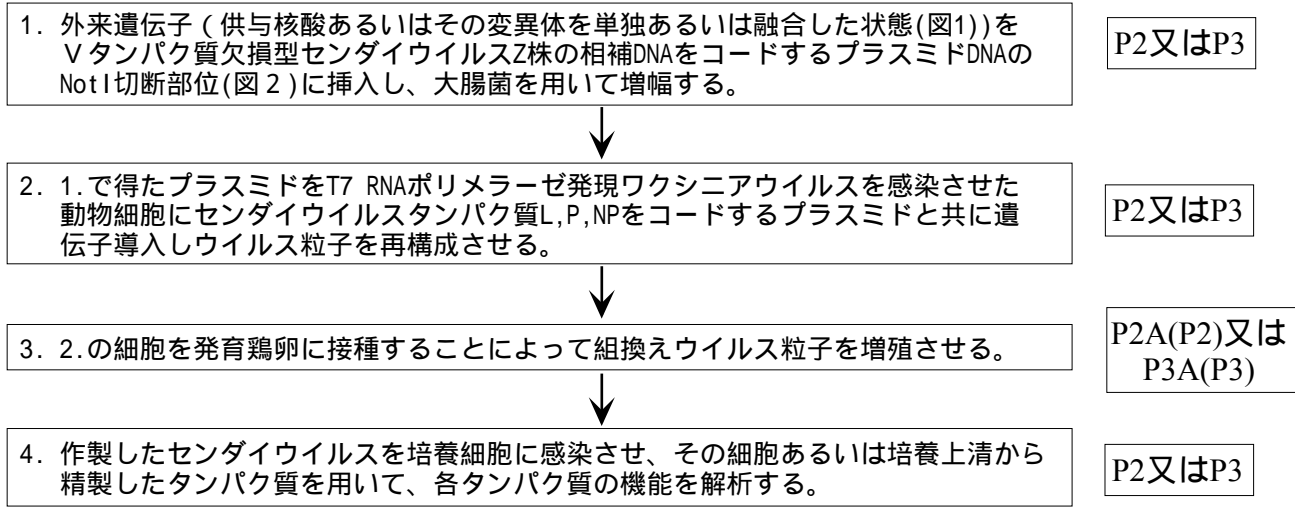 1. 外来遺伝子（供与核酸あるいはその変異体を単独あるいは融合した状態(図1))を
Ｖタンパク質欠損型センダイウイルスZ株の相補DNAをコードするプラスミドDNAの
NotI切断部位(図２)に挿入し、大腸菌を用いて増幅する。
P2又はP3
2. 1.で得たプラスミドをT7 RNAポリメラーゼ発現ワクシニアウイルスを感染させた
動物細胞にセンダイウイルスタンパク質L,P,NPをコードするプラスミドと共に遺
伝子導入しウイルス粒子を再構成させる。
P2又はP3
3. 2.の細胞を発育鶏卵に接種することによって組換えウイルス粒子を増殖させる。
P2A(P2)又は
P3A(P3)
4. 作製したセンダイウイルスを培養細胞に感染させ、その細胞あるいは培養上清から
精製したタンパク質を用いて、各タンパク質の機能を解析する。
P2又はP3